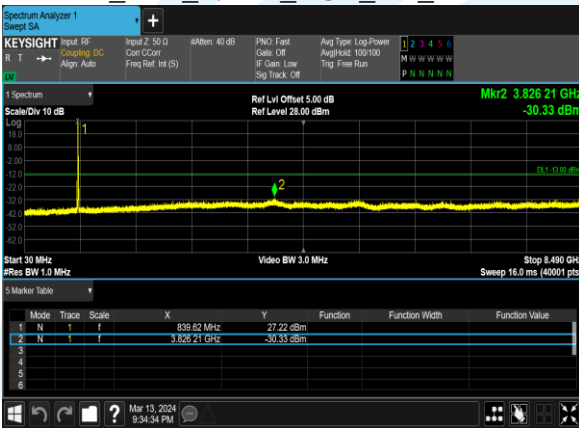 Spectrum Analyzer 1
Swept SA
KEYSIGHT
R T
LV
Input: RF
Coupling: DC
Align: Auto
Input Z: 50 Ω
Corr CCorr
Freq Ref: Int (S)
#Atten: 40 dB
PNO: Fast
Gate: Off
IF Gain: Low
Sig Track: Off
Avg Type: Log-Power
Avg|Hold: 100/100
Trig: Free Run
1 2 3 4 5 6
M W W W W W
P N N N N N
1 Spectrum
Scale/Div 10 dB
Ref Lvl Offset 5.00 dB
Ref Level 28.00 dBm
Mkr2 3.826 21 GHz
-30.33 dBm
Log
18.0
8.00
-2.00
-12.0
-22.0
-32.0
-42.0
-52.0
-62.0
1
2
DL1 -13.00 dBm
Start 30 MHz
#Res BW 1.0 MHz
Video BW 3.0 MHz
Stop 8.490 GHz
Sweep 16.0 ms (40001 pts)
5 Marker Table
Mode Trace Scale X Y Function Function Width Function Value
1 N 1 f 839.62 MHz 27.22 dBm
2 N 1 f 3.826 21 GHz -30.33 dBm
3
4
5
6
?
Mar 13, 2024
9:34:34 PM